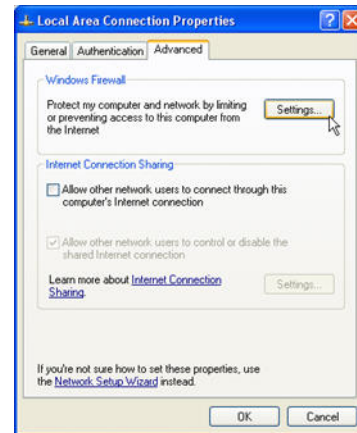 Local Area Connection Properties
General Authentication Advanced
Windows Firewall
Protect my computer and network by limiting
or preventing access to this computer from
the Internet
Settings...
Internet Connection Sharing
Allow other network users to connect through this
computer's Internet connection
Allow other network users to control or disable the
shared Internet connection
Learn more about Internet Connection
Sharing.
Settings...
If you're not sure how to set these properties, use
the Network Setup Wizard instead.
OK Cancel